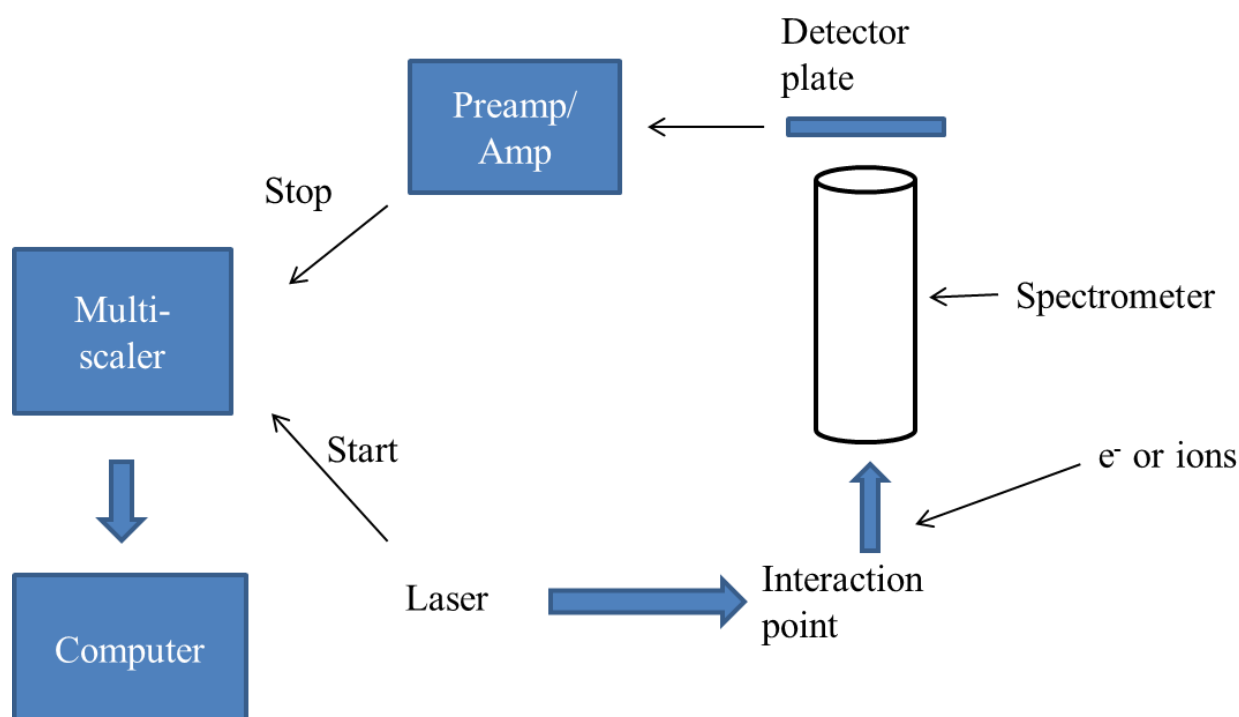 Detector
plate
Preamp/
Amp
Stop
Multi-
scaler
Spectrometer
Start
e⁻ or ions
Laser
Interaction
point
Computer